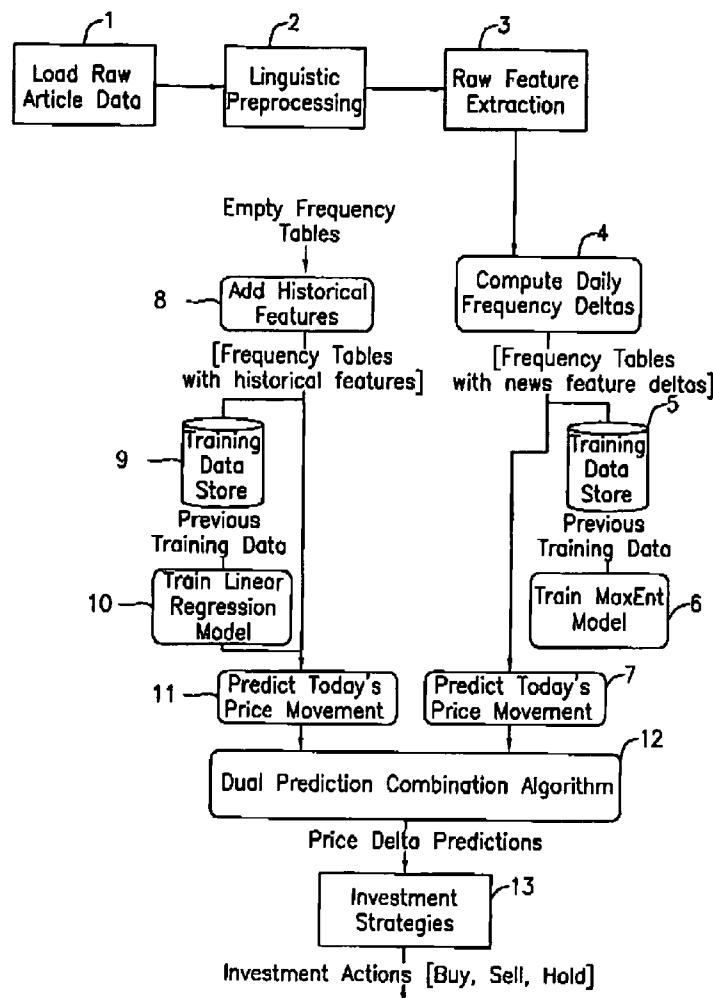 1
2
3
Load Raw
Article Data
Linguistic
Preprocessing
Raw Feature
Extraction
Empty Frequency
Tables
4
8
Add Historical
Features
Compute Daily
Frequency Deltas
[Frequency Tables
with historical features]
[Frequency Tables
with news feature deltas]
5
9
Training
Data
Store
Training
Data
Store
Previous
Training Data
Previous
Training Data
10
Train Linear
Regression
Model
Train MaxEnt
Model
6
11
Predict Today's
Price Movement
Predict Today's
Price Movement
7
12
Dual Prediction Combination Algorithm
Price Delta Predictions
13
Investment
Strategies
Investment Actions [Buy, Sell, Hold]